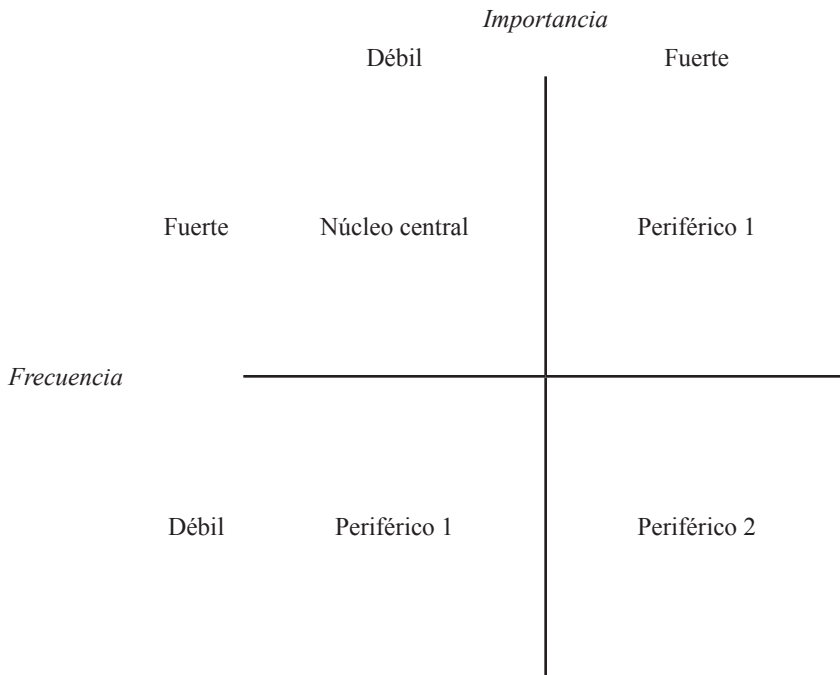 Importancia
Débil Fuerte
Fuerte Núcleo central Periférico 1
Frecuencia
Débil Periférico 1 Periférico 2